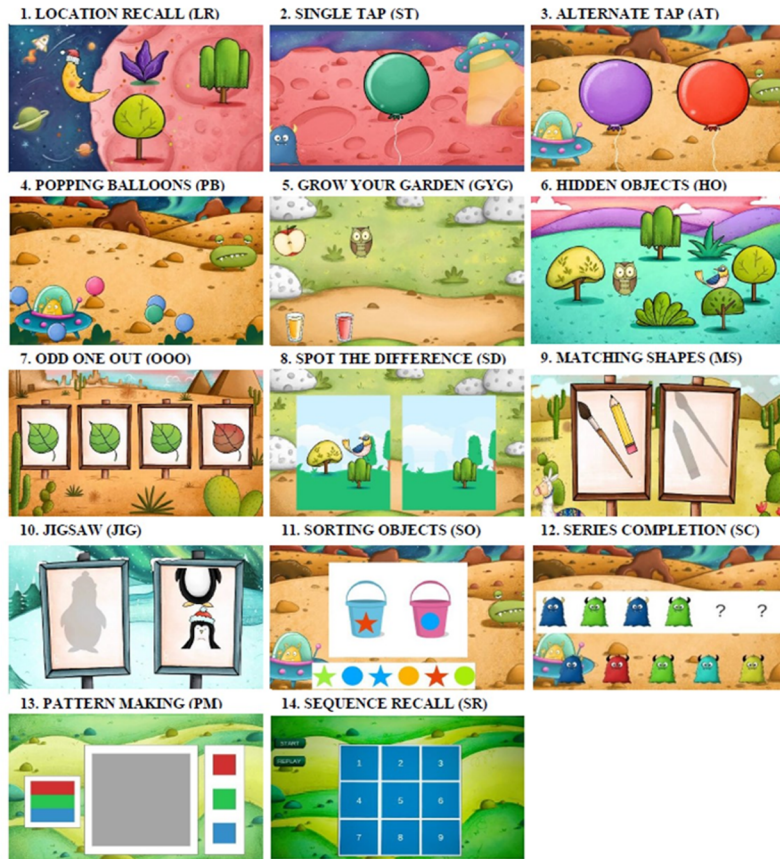 1. LOCATION RECALL (LR)
2. SINGLE TAP (ST)
3. ALTERNATE TAP (AT)
4. POPPING BALLOONS (PB)
5. GROW YOUR GARDEN (GYG)
6. HIDDEN OBJECTS (HO)
7. ODD ONE OUT (OOO)
8. SPOT THE DIFFERENCE (SD)
9. MATCHING SHAPES (MS)
10. JIGSAW (JIG)
11. SORTING OBJECTS (SO)
12. SERIES COMPLETION (SC)
? ?
13. PATTERN MAKING (PM)
14. SEQUENCE RECALL (SR)
START
REPLAY
1 2 3
4 5 6
7 8 9